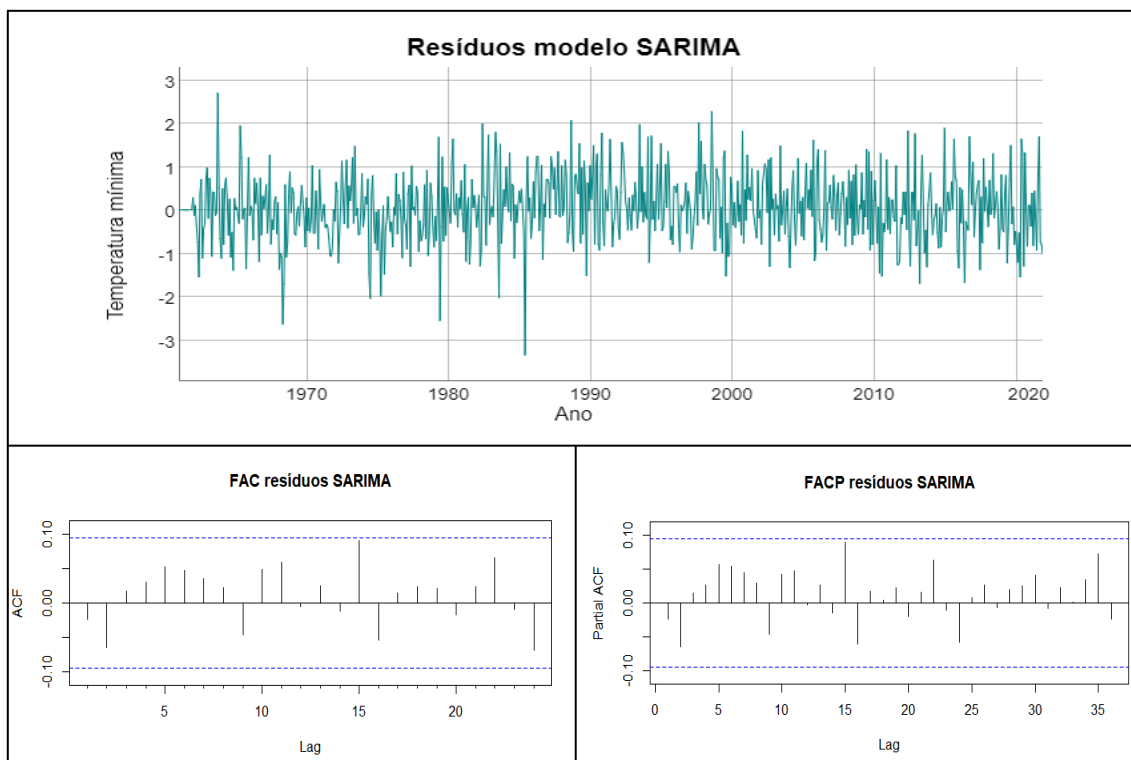 Resíduos modelo SARIMA
Temperatura mínima
3
2
1
0
-1
-2
-3
1970 1980 1990 2000 2010 2020
Ano
FAC resíduos SARIMA
ACF
0.10
0.00
-0.10
5 10 15 20
Lag
FACP resíduos SARIMA
Partial ACF
0.10
0.00
-0.10
0 5 10 15 20 25 30 35
Lag